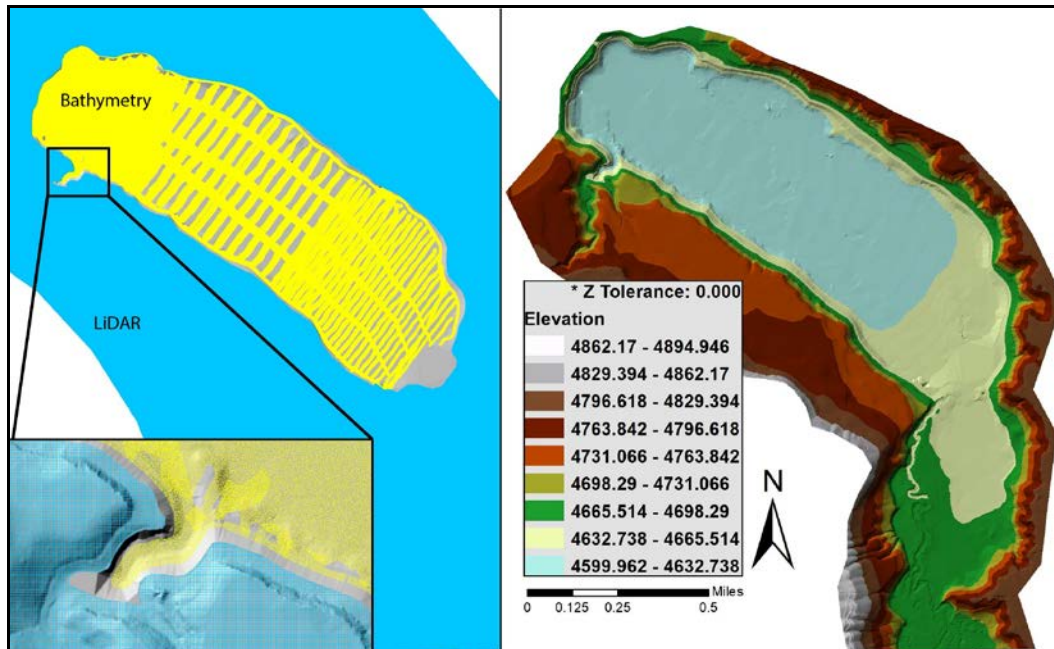 Bathymetry
LiDAR
* Z Tolerance: 0.000
Elevation
4862.17 - 4894.946
4829.394 - 4862.17
4796.618 - 4829.394
4763.842 - 4796.618
4731.066 - 4763.842
4698.29 - 4731.066
4665.514 - 4698.29
4632.738 - 4665.514
4599.962 - 4632.738
N
Miles
0 0.125 0.25 0.5